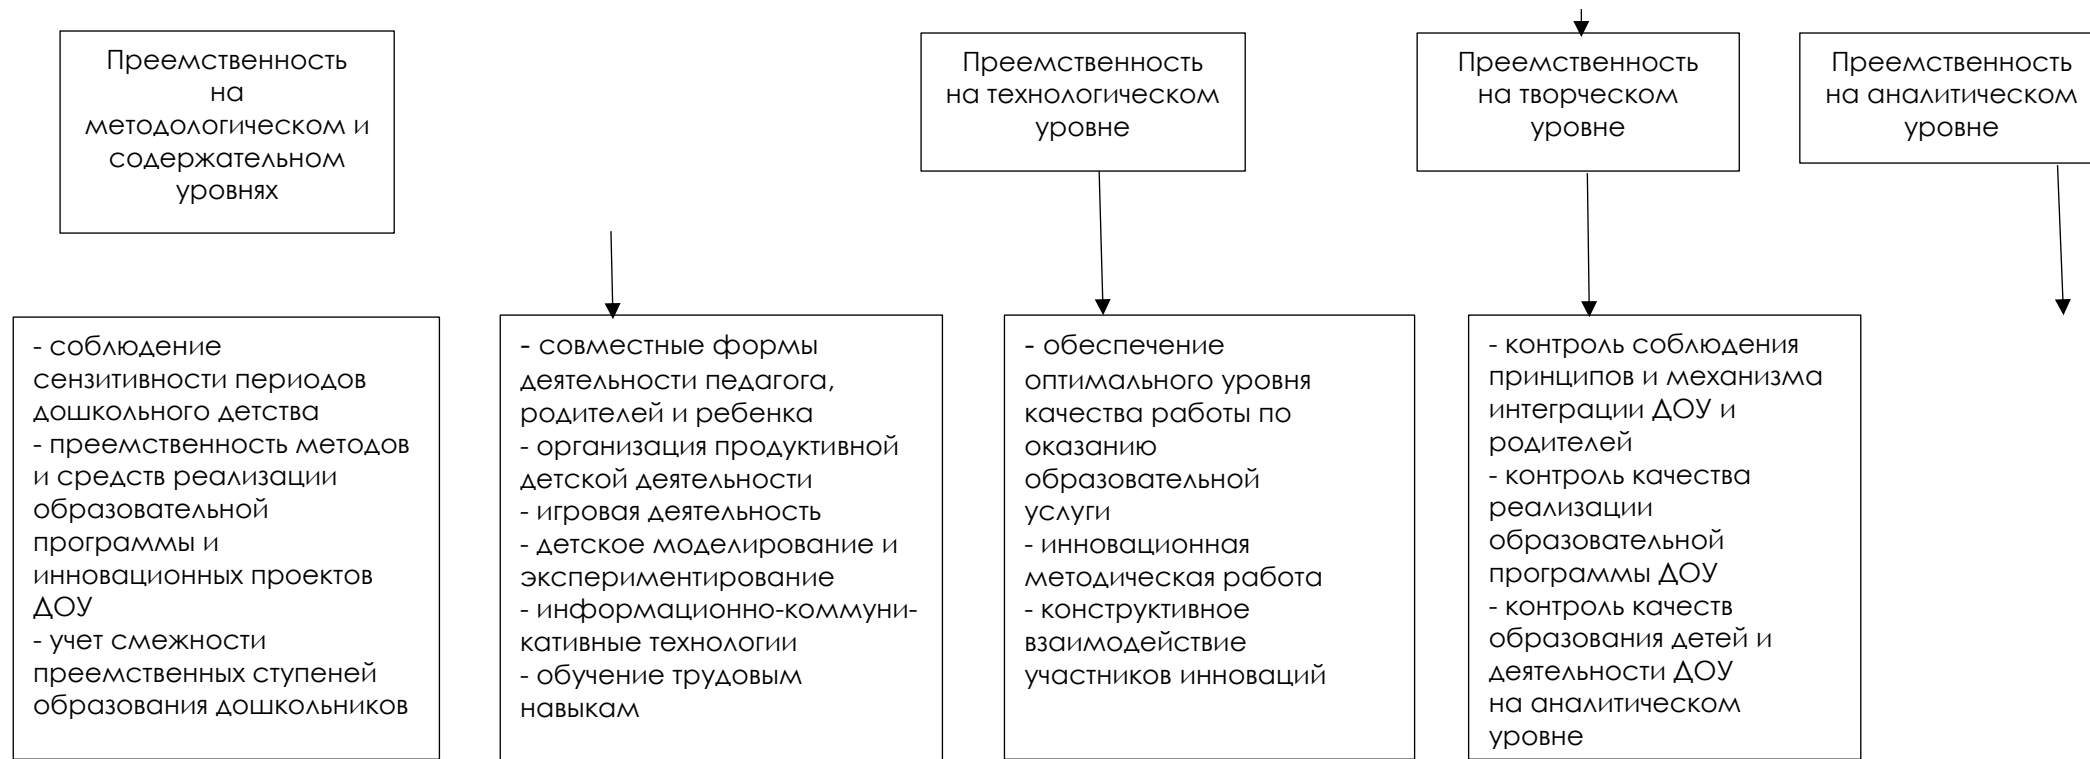 Преемственность
на
методологическом и
содержательном
уровнях
Преемственность
на технологическом
уровне
Преемственность
на творческом
уровне
Преемственность
на аналитическом
уровне
- соблюдение
сензитивности периодов
дошкольного детства
- преемственность методов
и средств реализации
образовательной
программы и
инновационных проектов
ДОУ
- учет смежности
преемственных ступеней
образования дошкольников
- совместные формы
деятельности педагога,
родителей и ребенка
- организация продуктивной
детской деятельности
- игровая деятельность
- детское моделирование и
экспериментирование
- информационно-коммуни-
кативные технологии
- обучение трудовым
навыкам
- обеспечение
оптимального уровня
качества работы по
оказанию
образовательной
услуги
- инновационная
методическая работа
- конструктивное
взаимодействие
участников инноваций
- контроль соблюдения
принципов и механизма
интеграции ДОУ и
родителей
- контроль качества
реализации
образовательной
программы ДОУ
- контроль качеств
образования детей и
деятельности ДОУ
на аналитическом
уровне